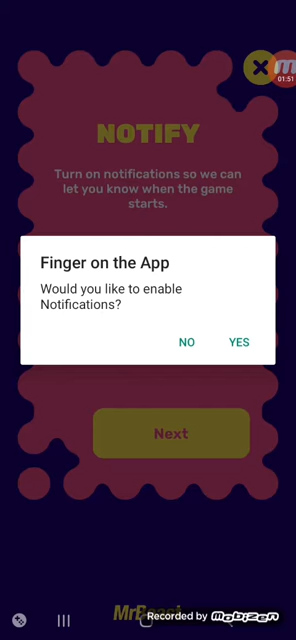 01:51
NOTIFY
Turn on notifications so we can
let you know when the game
starts.
Finger on the App
Would you like to enable
Notifications?
NO YES
Next
MrBeast
Recorded by MOBIZEN